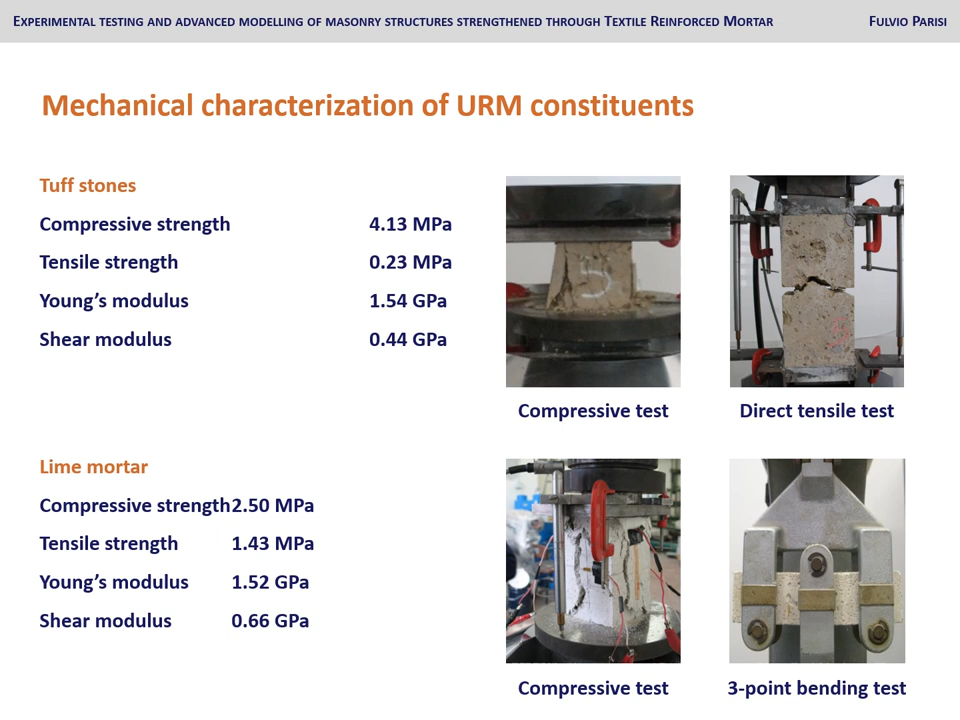 Experimental testing and advanced modelling of masonry structures strengthened through Textile Reinforced Mortar Fulvio Parisi
Mechanical characterization of URM constituents
Tuff stones
Compressive strength 4.13 MPa
Tensile strength 0.23 MPa
Young's modulus 1.54 GPa
Shear modulus 0.44 GPa
5
Compressive test
Direct tensile test
Lime mortar
Compressive strength2.50 MPa
Tensile strength 1.43 MPa
Young's modulus 1.52 GPa
Shear modulus 0.66 GPa
Compressive test
3-point bending test